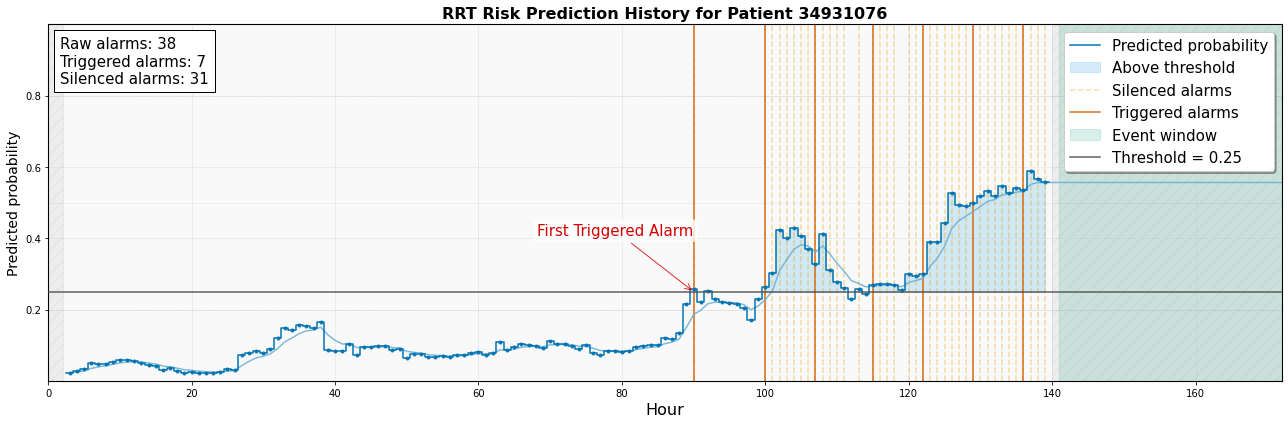 RRT Risk Prediction History for Patient 34931076
Raw alarms: 38
Triggered alarms: 7
Silenced alarms: 31
Predicted probability
Above threshold
Silenced alarms
Triggered alarms
Event window
Threshold = 0.25
First Triggered Alarm
Predicted probability
0.8
0.6
0.4
0.2
0 20 40 60 80 100 120 140 160
Hour